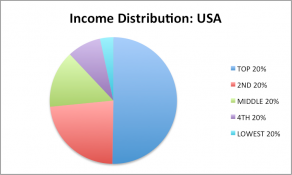 Income Distribution: USA
TOP 20%
2ND 20%
MIDDLE 20%
4TH 20%
LOWEST 20%